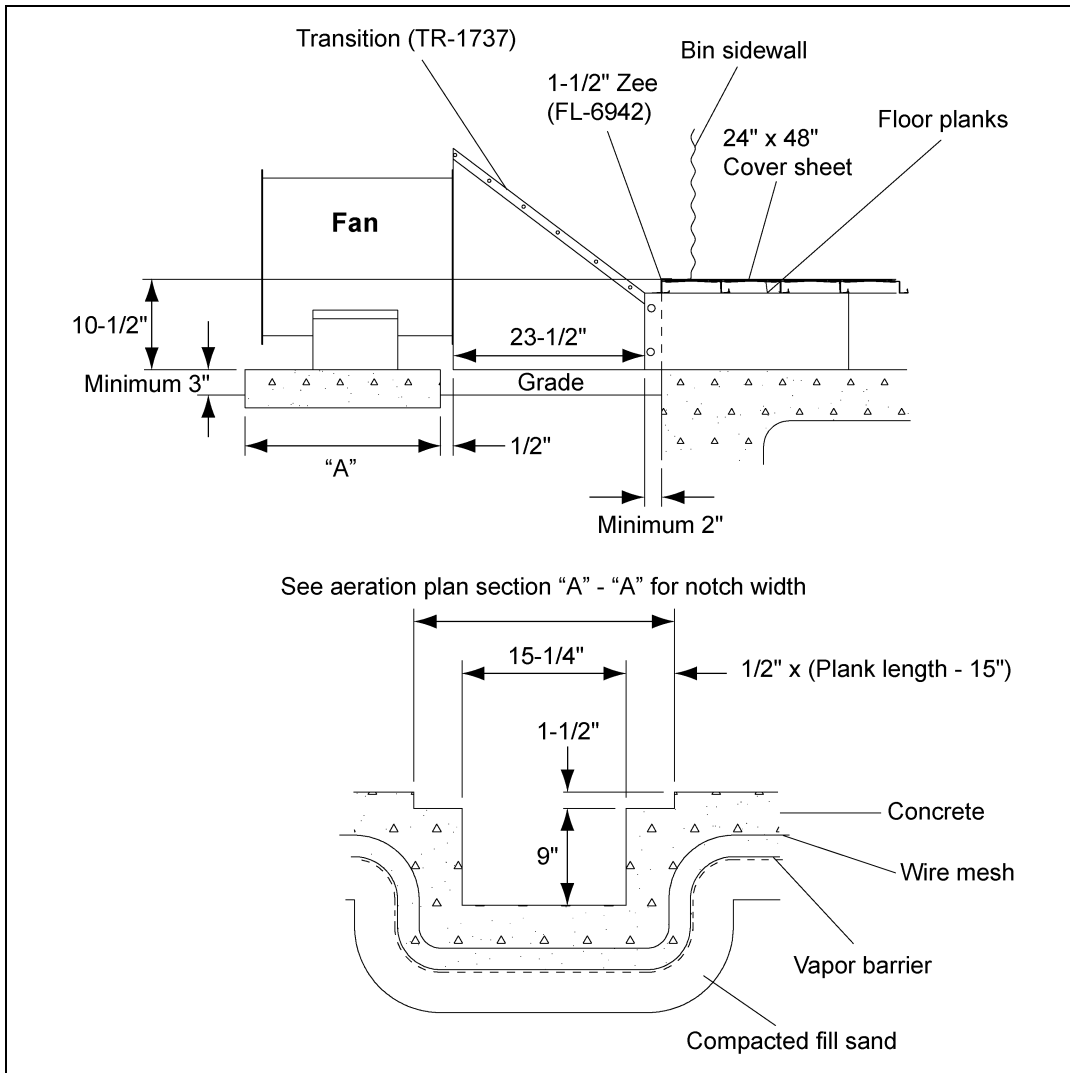 Transition (TR-1737)
Bin sidewall
1-1/2" Zee
(FL-6942)
Floor planks
24" x 48"
Cover sheet
Fan
10-1/2"
23-1/2"
Minimum 3"
Grade
1/2"
“A”
Minimum 2"
See aeration plan section “A” - “A” for notch width
15-1/4"
1/2" x (Plank length - 15")
1-1/2"
Concrete
9"
Wire mesh
Vapor barrier
Compacted fill sand